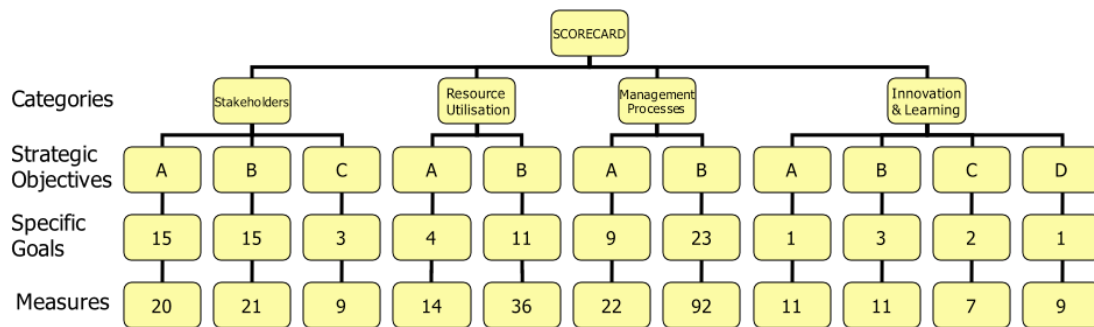 SCORECARD
Categories
Stakeholders
Resource
Utilisation
Management
Processes
Innovation
& Learning
Strategic
Objectives
A B C A B A B A B C D
Specific
Goals
15 15 3 4 11 9 23 1 3 2 1
Measures
20 21 9 14 36 22 92 11 11 7 9